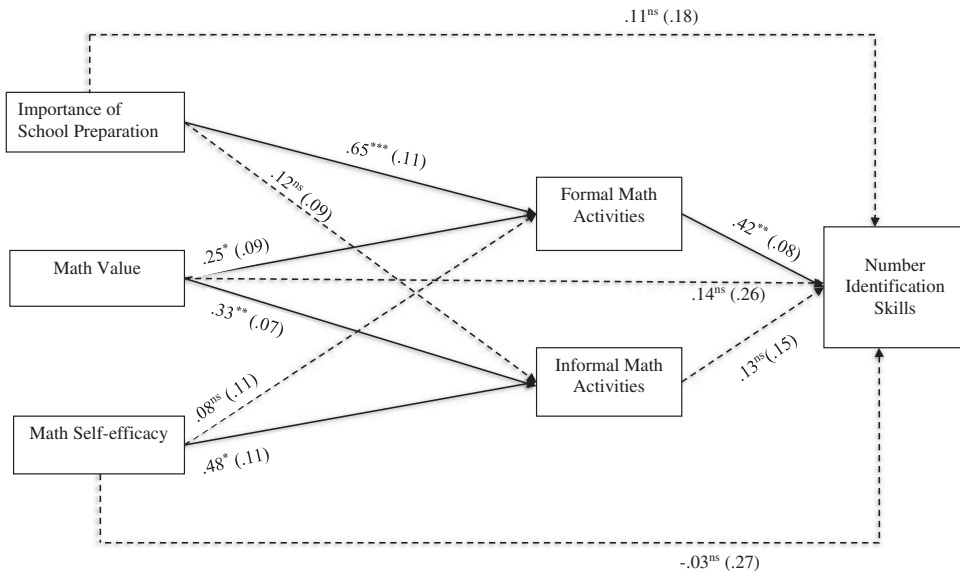 .11ns (.18)
Importance of
School Preparation
.65*** (.11)
.12ns (.09)
Formal Math
Activities
.42** (.08)
.25* (.09)
Math Value
.14ns (.26)
Number
Identification
Skills
.33** (.07)
Informal Math
Activities
.13ns(.15)
.08ns (.11)
Math Self-efficacy
.48* (.11)
-.03ns (.27)